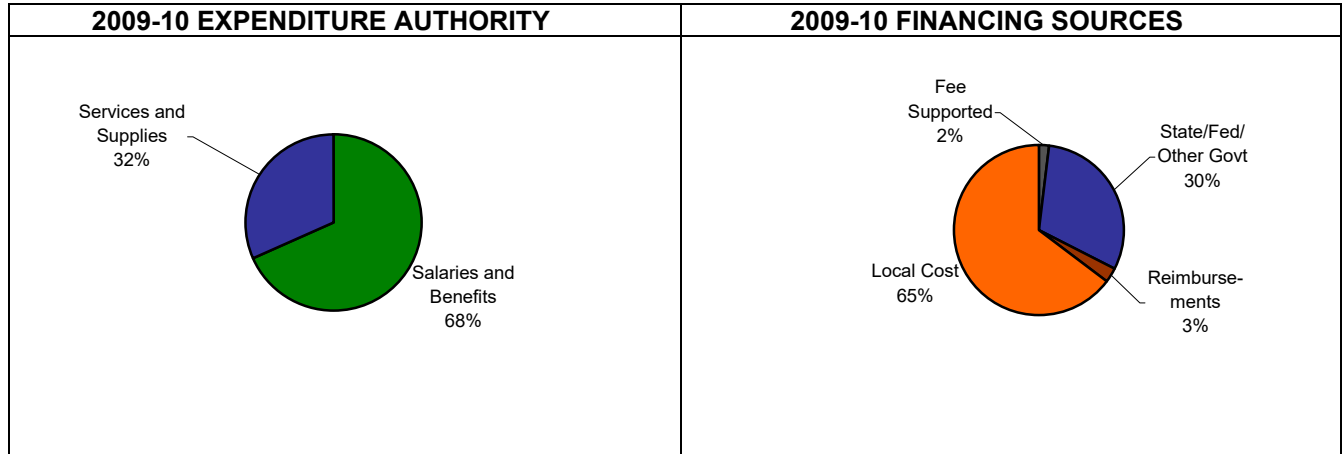 2009-10 EXPENDITURE AUTHORITY
Services and
Supplies
32%
Salaries and
Benefits
68%
2009-10 FINANCING SOURCES
Fee
Supported
2%
State/Fed/
Other Govt
30%
Local Cost
65%
Reimburse-
ments
3%